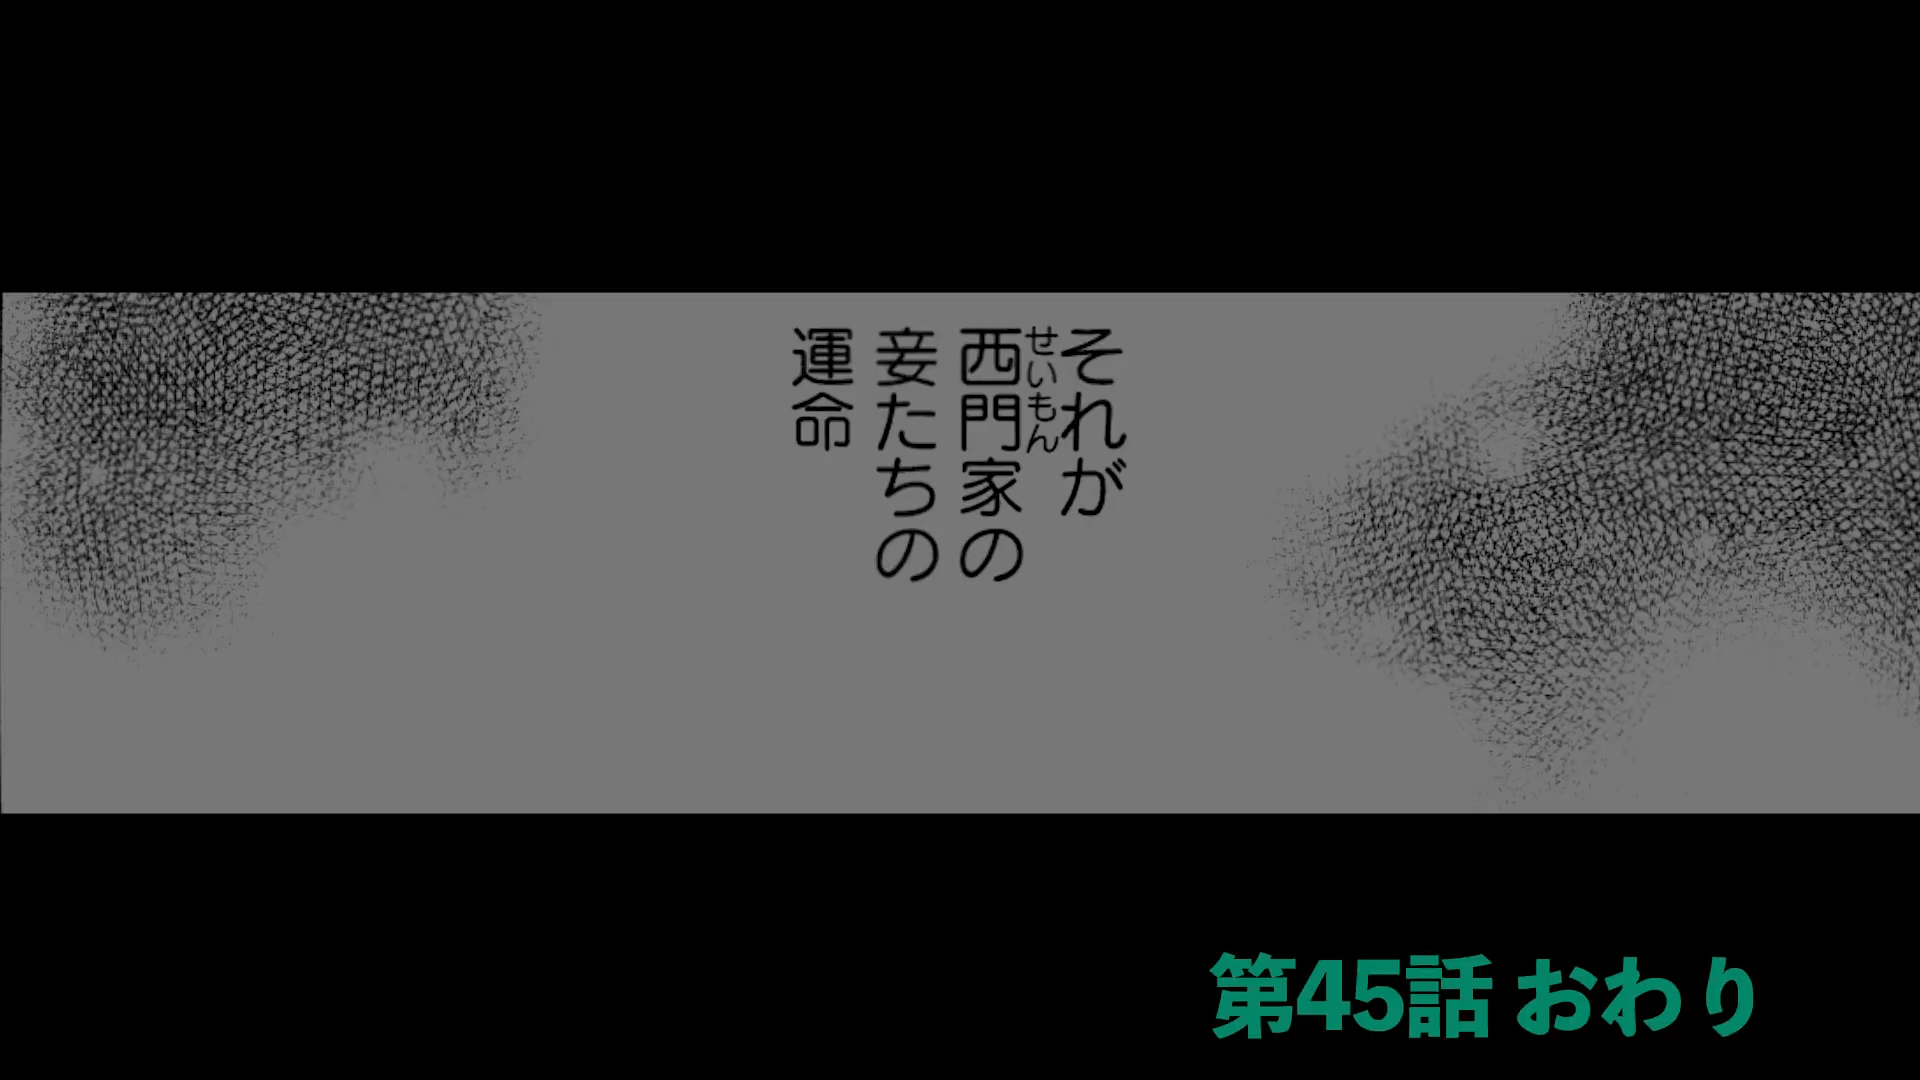 それが
西門家の
せいもん
妾たちの
運命
第45話 おわり